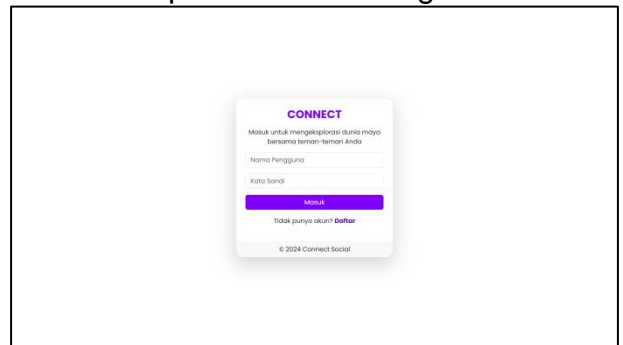 CONNECT
Masuk untuk mengeksplorasi dunia maya
bersama teman-teman Anda
Nama Pengguna
Kata Sandi
Masuk
Tidak punya akun? Daftar
© 2024 Connect Social